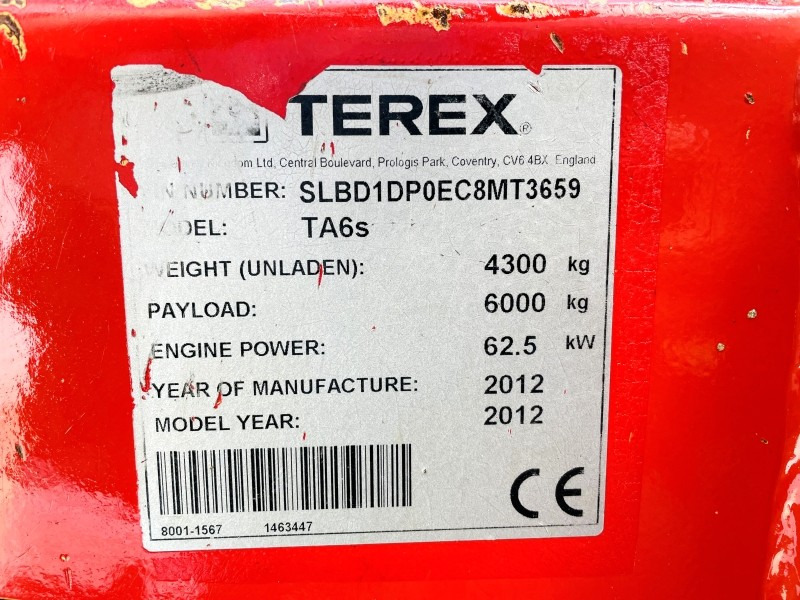 TEREX®
Ltd, Central Boulevard, Prologis Park, Coventry, CV6 4BX, England
NUMBER: SLBD1DP0EC8MT3659
MODEL: TA6s
WEIGHT (UNLADEN): 4300 kg
PAYLOAD: 6000 kg
ENGINE POWER: 62.5 kW
YEAR OF MANUFACTURE: 2012
MODEL YEAR: 2012
8001-1567 1463447
CE